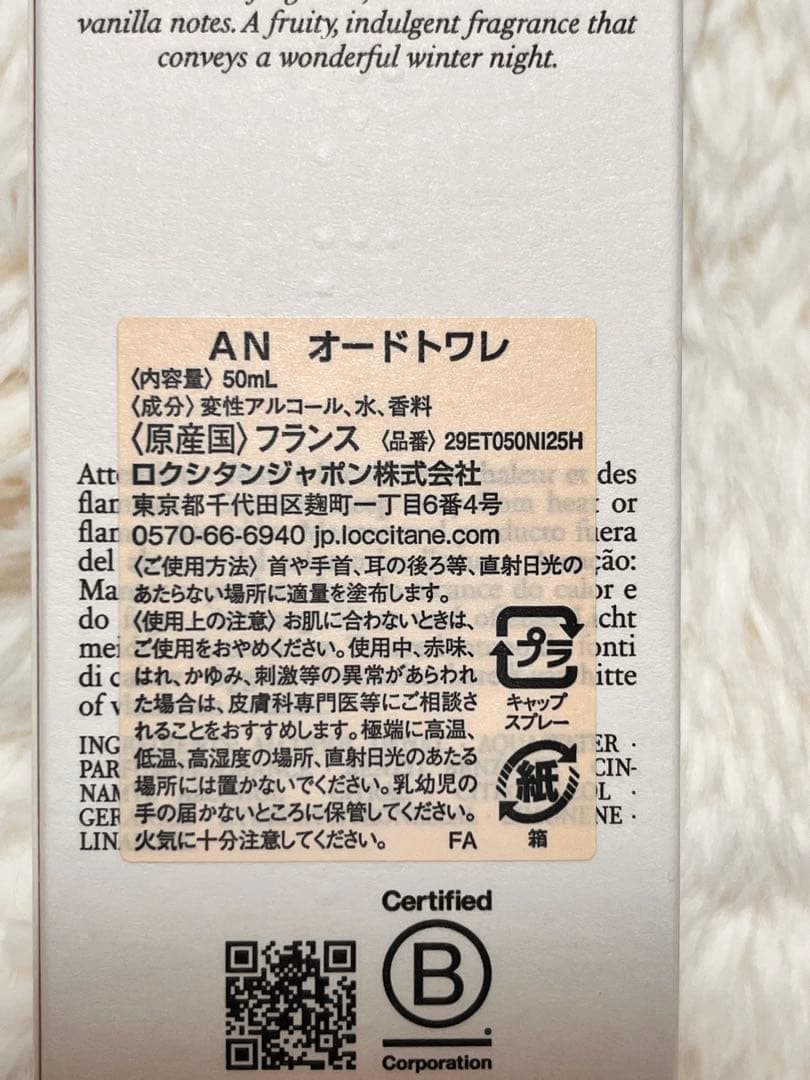 vanilla notes. A fruity, indulgent fragrance that
conveys a wonderful winter night.
AN オードトワレ
〈内容量〉50mL
〈成分〉変性アルコール、水、香料
〈原産国〉フランス 〈品番〉29ET050NI25H
ロクシタンジャポン株式会社
東京都千代田区麹町一丁目6番4号
0570-66-6940 jp.loccitane.com
〈ご使用方法〉首や手首、耳の後ろ等、直射日光の
あたらない場所に適量を塗布します。
〈使用上の注意〉お肌に合わないときは、
ご使用をおやめください。使用中、赤味、
はれ、かゆみ、刺激等の異常があらわれ
た場合は、皮膚科専門医等にご相談さ
れることをおすすめします。極端に高温、
低温、高湿度の場所、直射日光のあたる
場所には置かないでください。乳幼児の
手の届かないところに保管してください。
火気に十分注意してください。 FA
プラ
キャップ
スプレー
紙
箱
des
or
del
e
do
fonti
of
Certified
B
Corporation